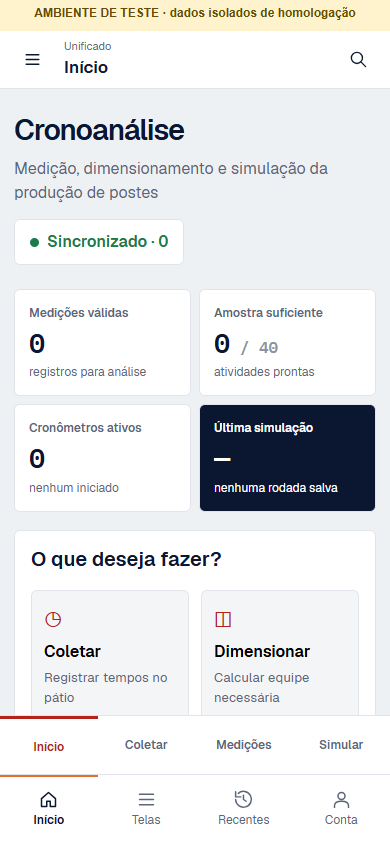 AMBIENTE DE TESTE · dados isolados de homologação
Unificado
Início
Cronoanálise
Medição, dimensionamento e simulação da
produção de postes
Sincronizado · 0
Medições válidas
0
registros para análise
Amostra suficiente
0 / 40
atividades prontas
Cronômetros ativos
0
nenhum iniciado
Última simulação
—
nenhuma rodada salva
O que deseja fazer?
Coletar
Registrar tempos no
pátio
Dimensionar
Calcular equipe
necessária
Início
Coletar
Medições
Simular
Início
Telas
Recentes
Conta